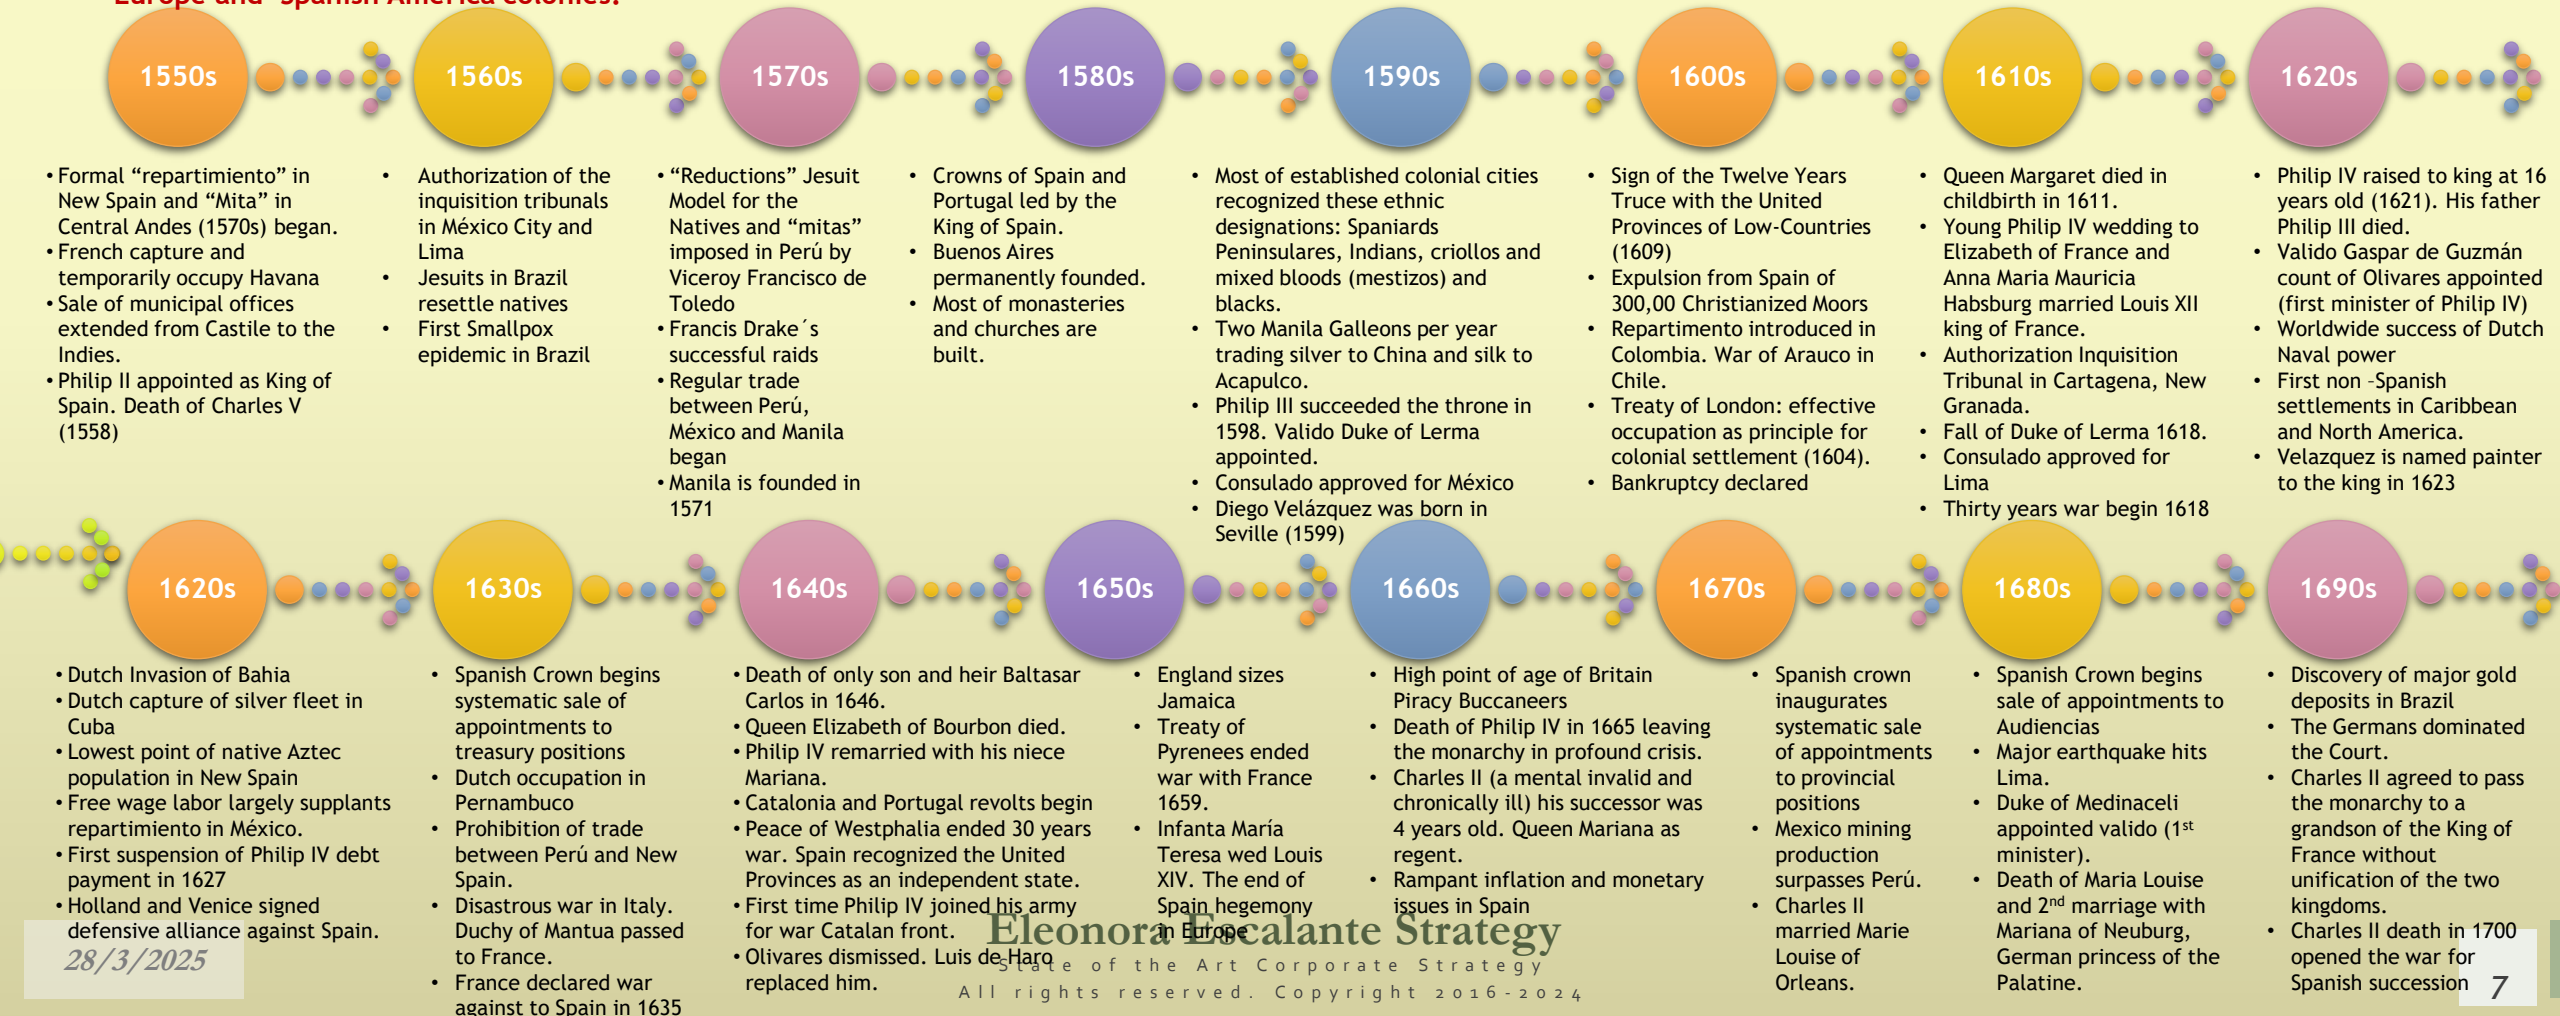 Europe and Spanish America colonies.
1550s
1560s
1570s
1580s
1590s
1600s
1610s
1620s
• Formal “repartimiento” in
New Spain and “Mita” in
Central Andes (1570s) began.
• French capture and
temporarily occupy Havana
• Sale of municipal offices
extended from Castile to the
Indies.
• Philip II appointed as King of
Spain. Death of Charles V
(1558)
• Authorization of the
inquisition tribunals
in México City and
Lima
• Jesuits in Brazil
resettle natives
• First Smallpox
epidemic in Brazil
• “Reductions” Jesuit
Model for the
Natives and “mitas”
imposed in Perú by
Viceroy Francisco de
Toledo
• Francis Drake´s
successful raids
• Regular trade
between Perú,
México and Manila
began
• Manila is founded in
1571
• Crowns of Spain and
Portugal led by the
King of Spain.
• Buenos Aires
permanently founded.
• Most of monasteries
and churches are
built.
• Most of established colonial cities
recognized these ethnic
designations: Spaniards
Peninsulares, Indians, criollos and
mixed bloods (mestizos) and
blacks.
• Two Manila Galleons per year
trading silver to China and silk to
Acapulco.
• Philip III succeeded the throne in
1598. Valido Duke of Lerma
appointed.
• Consulado approved for México
• Diego Velázquez was born in
Seville (1599)
• Sign of the Twelve Years
Truce with the United
Provinces of Low-Countries
(1609)
• Expulsion from Spain of
300,00 Christianized Moors
• Repartimento introduced in
Colombia. War of Arauco in
Chile.
• Treaty of London: effective
occupation as principle for
colonial settlement (1604).
• Bankruptcy declared
• Queen Margaret died in
childbirth in 1611.
• Young Philip IV wedding to
Elizabeth of France and
Anna Maria Mauricia
Habsburg married Louis XII
king of France.
• Authorization Inquisition
Tribunal in Cartagena, New
Granada.
• Fall of Duke of Lerma 1618.
• Consulado approved for
Lima
• Thirty years war begin 1618
• Philip IV raised to king at 16
years old (1621). His father
Philip III died.
• Valido Gaspar de Guzmán
count of Olivares appointed
(first minister of Philip IV)
• Worldwide success of Dutch
Naval power
• First non –Spanish
settlements in Caribbean
and North America.
• Velazquez is named painter
to the king in 1623
1620s
1630s
1640s
1650s
1660s
1670s
1680s
1690s
• Dutch Invasion of Bahia
• Dutch capture of silver fleet in
Cuba
• Lowest point of native Aztec
population in New Spain
• Free wage labor largely supplants
repartimiento in México.
• First suspension of Philip IV debt
payment in 1627
• Holland and Venice signed
defensive alliance against Spain.
• Spanish Crown begins
systematic sale of
appointments to
treasury positions
• Dutch occupation in
Pernambuco
• Prohibition of trade
between Perú and New
Spain.
• Disastrous war in Italy.
Duchy of Mantua passed
to France.
• France declared war
against to Spain in 1635
• Death of only son and heir Baltasar
Carlos in 1646.
• Queen Elizabeth of Bourbon died.
• Philip IV remarried with his niece
Mariana.
• Catalonia and Portugal revolts begin
• Peace of Westphalia ended 30 years
war. Spain recognized the United
Provinces as an independent state.
• First time Philip IV joined his army
for war Catalan front.
• Olivares dismissed. Luis de Haro
replaced him.
• England sizes
Jamaica
• Treaty of
Pyrenees ended
war with France
1659.
• Infanta María
Teresa wed Louis
XIV. The end of
Spain hegemony
in Europe
• High point of age of Britain
Piracy Buccaneers
• Death of Philip IV in 1665 leaving
the monarchy in profound crisis.
• Charles II (a mental invalid and
chronically ill) his successor was
4 years old. Queen Mariana as
regent.
• Rampant inflation and monetary
issues in Spain
• Spanish crown
inaugurates
systematic sale
of appointments
to provincial
positions
• Mexico mining
production
surpasses Perú.
• Charles II
married Marie
Louise of
Orleans.
• Spanish Crown begins
sale of appointments to
Audiencias
• Major earthquake hits
Lima.
• Duke of Medinaceli
appointed valido (1st
minister).
• Death of Maria Louise
and 2nd marriage with
Mariana of Neuburg,
German princess of the
Palatine.
• Discovery of major gold
deposits in Brazil
• The Germans dominated
the Court.
• Charles II agreed to pass
the monarchy to a
grandson of the King of
France without
unification of the two
kingdoms.
• Charles II death in 1700
opened the war for
Spanish succession
28/3/2025
Eleonora Escalante Strategy
State of the Art Corporate Strategy
All rights reserved. Copyright 2016-2024
7